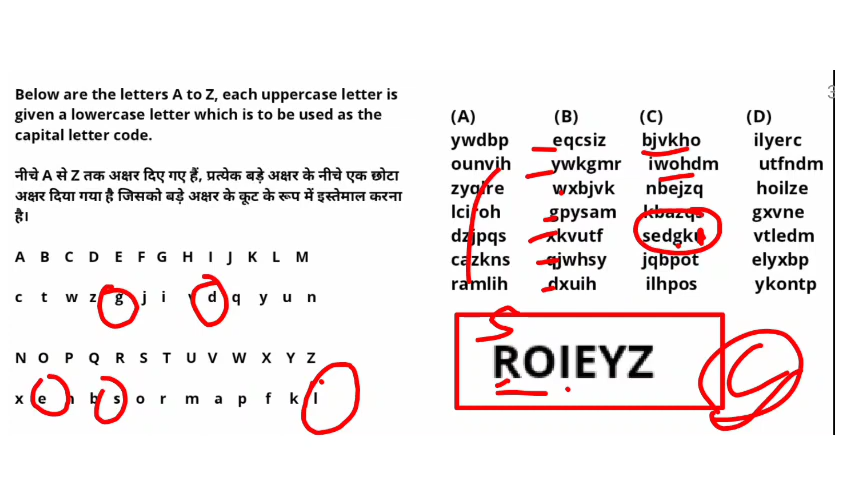 Below are the letters A to Z, each uppercase letter is
given a lowercase letter which is to be used as the
capital letter code.
नीचे A से Z तक अक्षर दिए गए हैं, प्रत्येक बड़े अक्षर के नीचे एक छोटा
अक्षर दिया गया है जिसको बड़े अक्षर के कूट के रूप में इस्तेमाल करना
है।
A B C D E F G H I J K L M
c t w z g j i v d q y u n
N O P Q R S T U V W X Y Z
x e h b s o r m a p f k l
(A) (B) (C) (D)
ywdbp eqcsiz bjvkho ilyerc
ounvih ywkgmr iwohdm utfndm
zyqlre wxbjvk nbejzq hoilze
lciroh gpysam kbazqs gxvne
dzjpqs xkvutf sedgku vtledm
cazkns qjwhsy jqbpot elyxbp
ramlih dxuih ilhpos ykontp
ROIEYZ